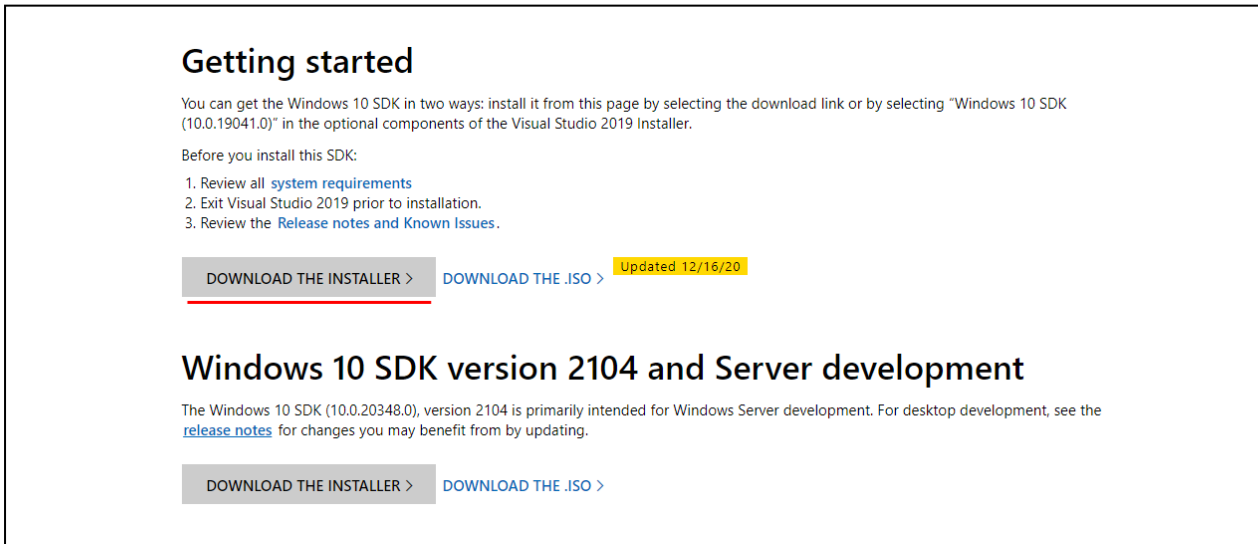 Getting started
You can get the Windows 10 SDK in two ways: install it from this page by selecting the download link or by selecting "Windows 10 SDK
(10.0.19041.0)" in the optional components of the Visual Studio 2019 Installer.
Before you install this SDK:
1. Review all system requirements
2. Exit Visual Studio 2019 prior to installation.
3. Review the Release notes and Known Issues.
DOWNLOAD THE INSTALLER > DOWNLOAD THE .ISO > Updated 12/16/20
Windows 10 SDK version 2104 and Server development
The Windows 10 SDK (10.0.20348.0), version 2104 is primarily intended for Windows Server development. For desktop development, see the
release notes for changes you may benefit from by updating.
DOWNLOAD THE INSTALLER > DOWNLOAD THE .ISO >